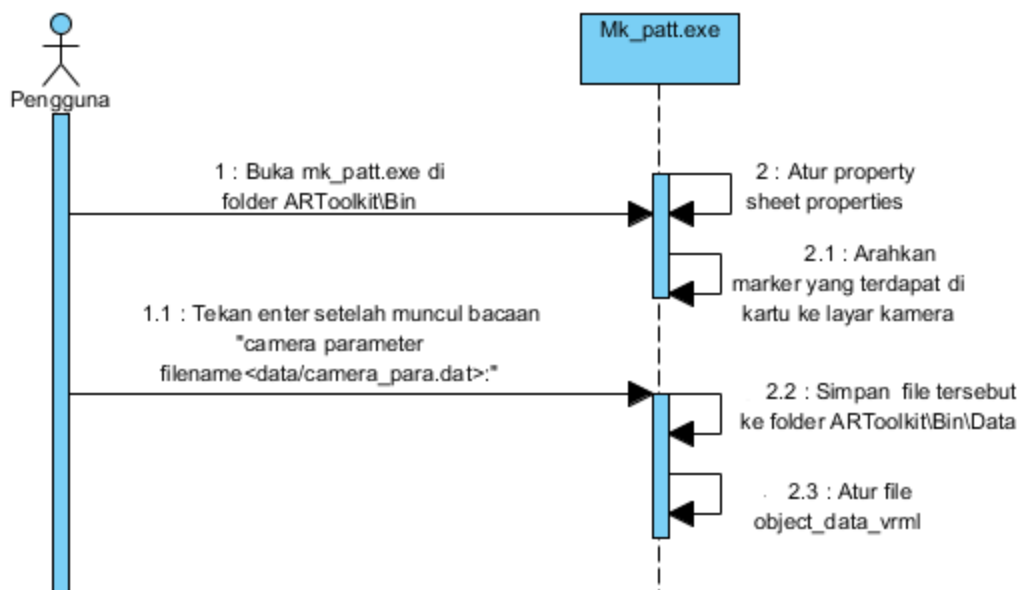 Pengguna
Mk_patt.exe
1 : Buka mk_patt.exe di
folder ARToolkit\Bin
2 : Atur property
sheet properties
2.1 : Arahkan
marker yang terdapat di
kartu ke layar kamera
1.1 : Tekan enter setelah muncul bacaan
"camera parameter
filename<data/camera_para.dat>:"
2.2 : Simpan  file tersebut
ke folder ARToolkit\Bin\Data
2.3 : Atur file
object_data_vrml